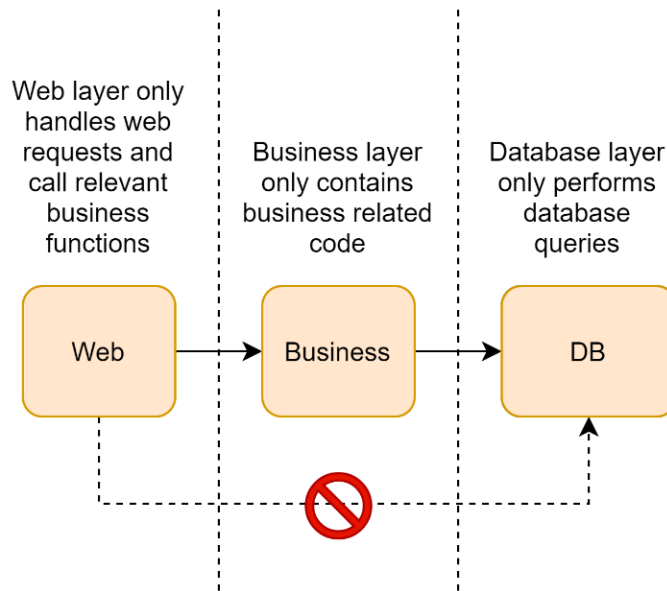 Web layer only
handles web
requests and
call relevant
business
functions
Business layer
only contains
business related
code
Database layer
only performs
database
queries
Web
Business
DB